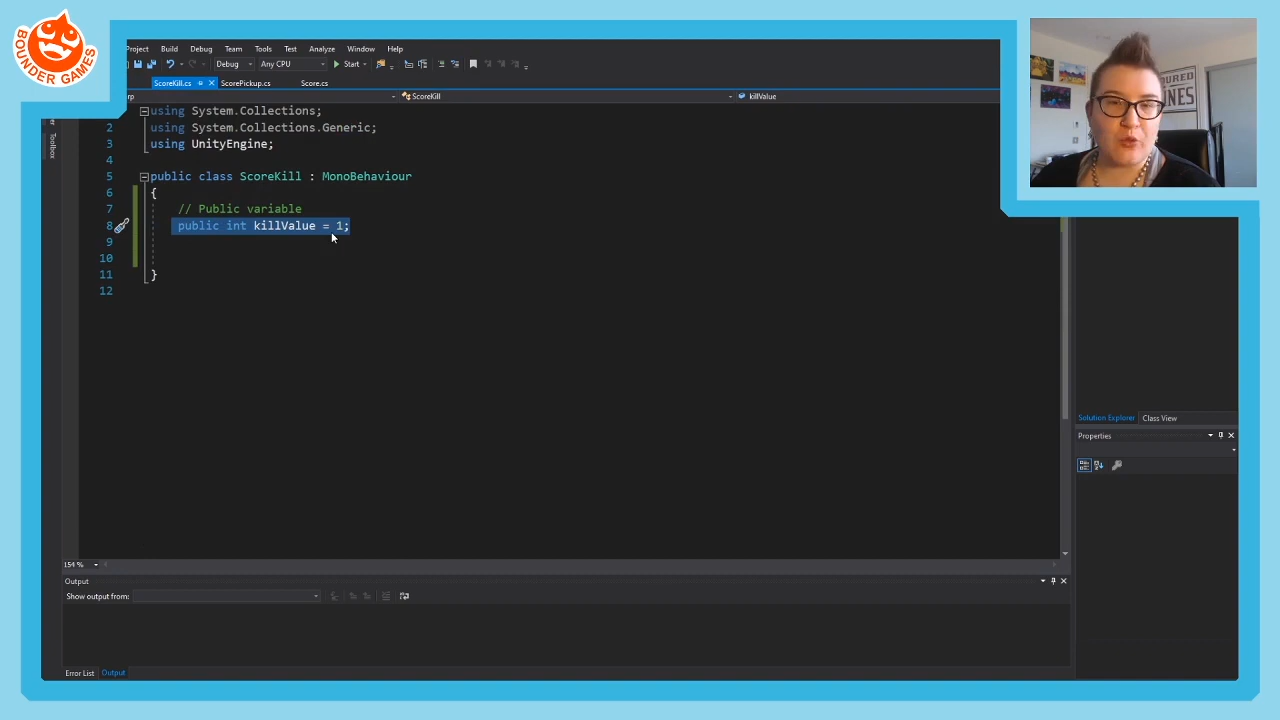 BOUNDER GAMES
Project Build Debug Team Tools Test Analyze Window Help
Debug Any CPU Start
ScoreKill.cs ScorePickup.cs Score.cs
ScoreKill killValue
using System.Collections;
2 using System.Collections.Generic;
3 using UnityEngine;
4
5 public class ScoreKill : MonoBehaviour
6 {
7 // Public variable
8 public int killValue = 1;
9
10
11 }
12
Toolbox
Solution Explorer Class View
Properties
154 %
Output
Show output from:
Error List Output